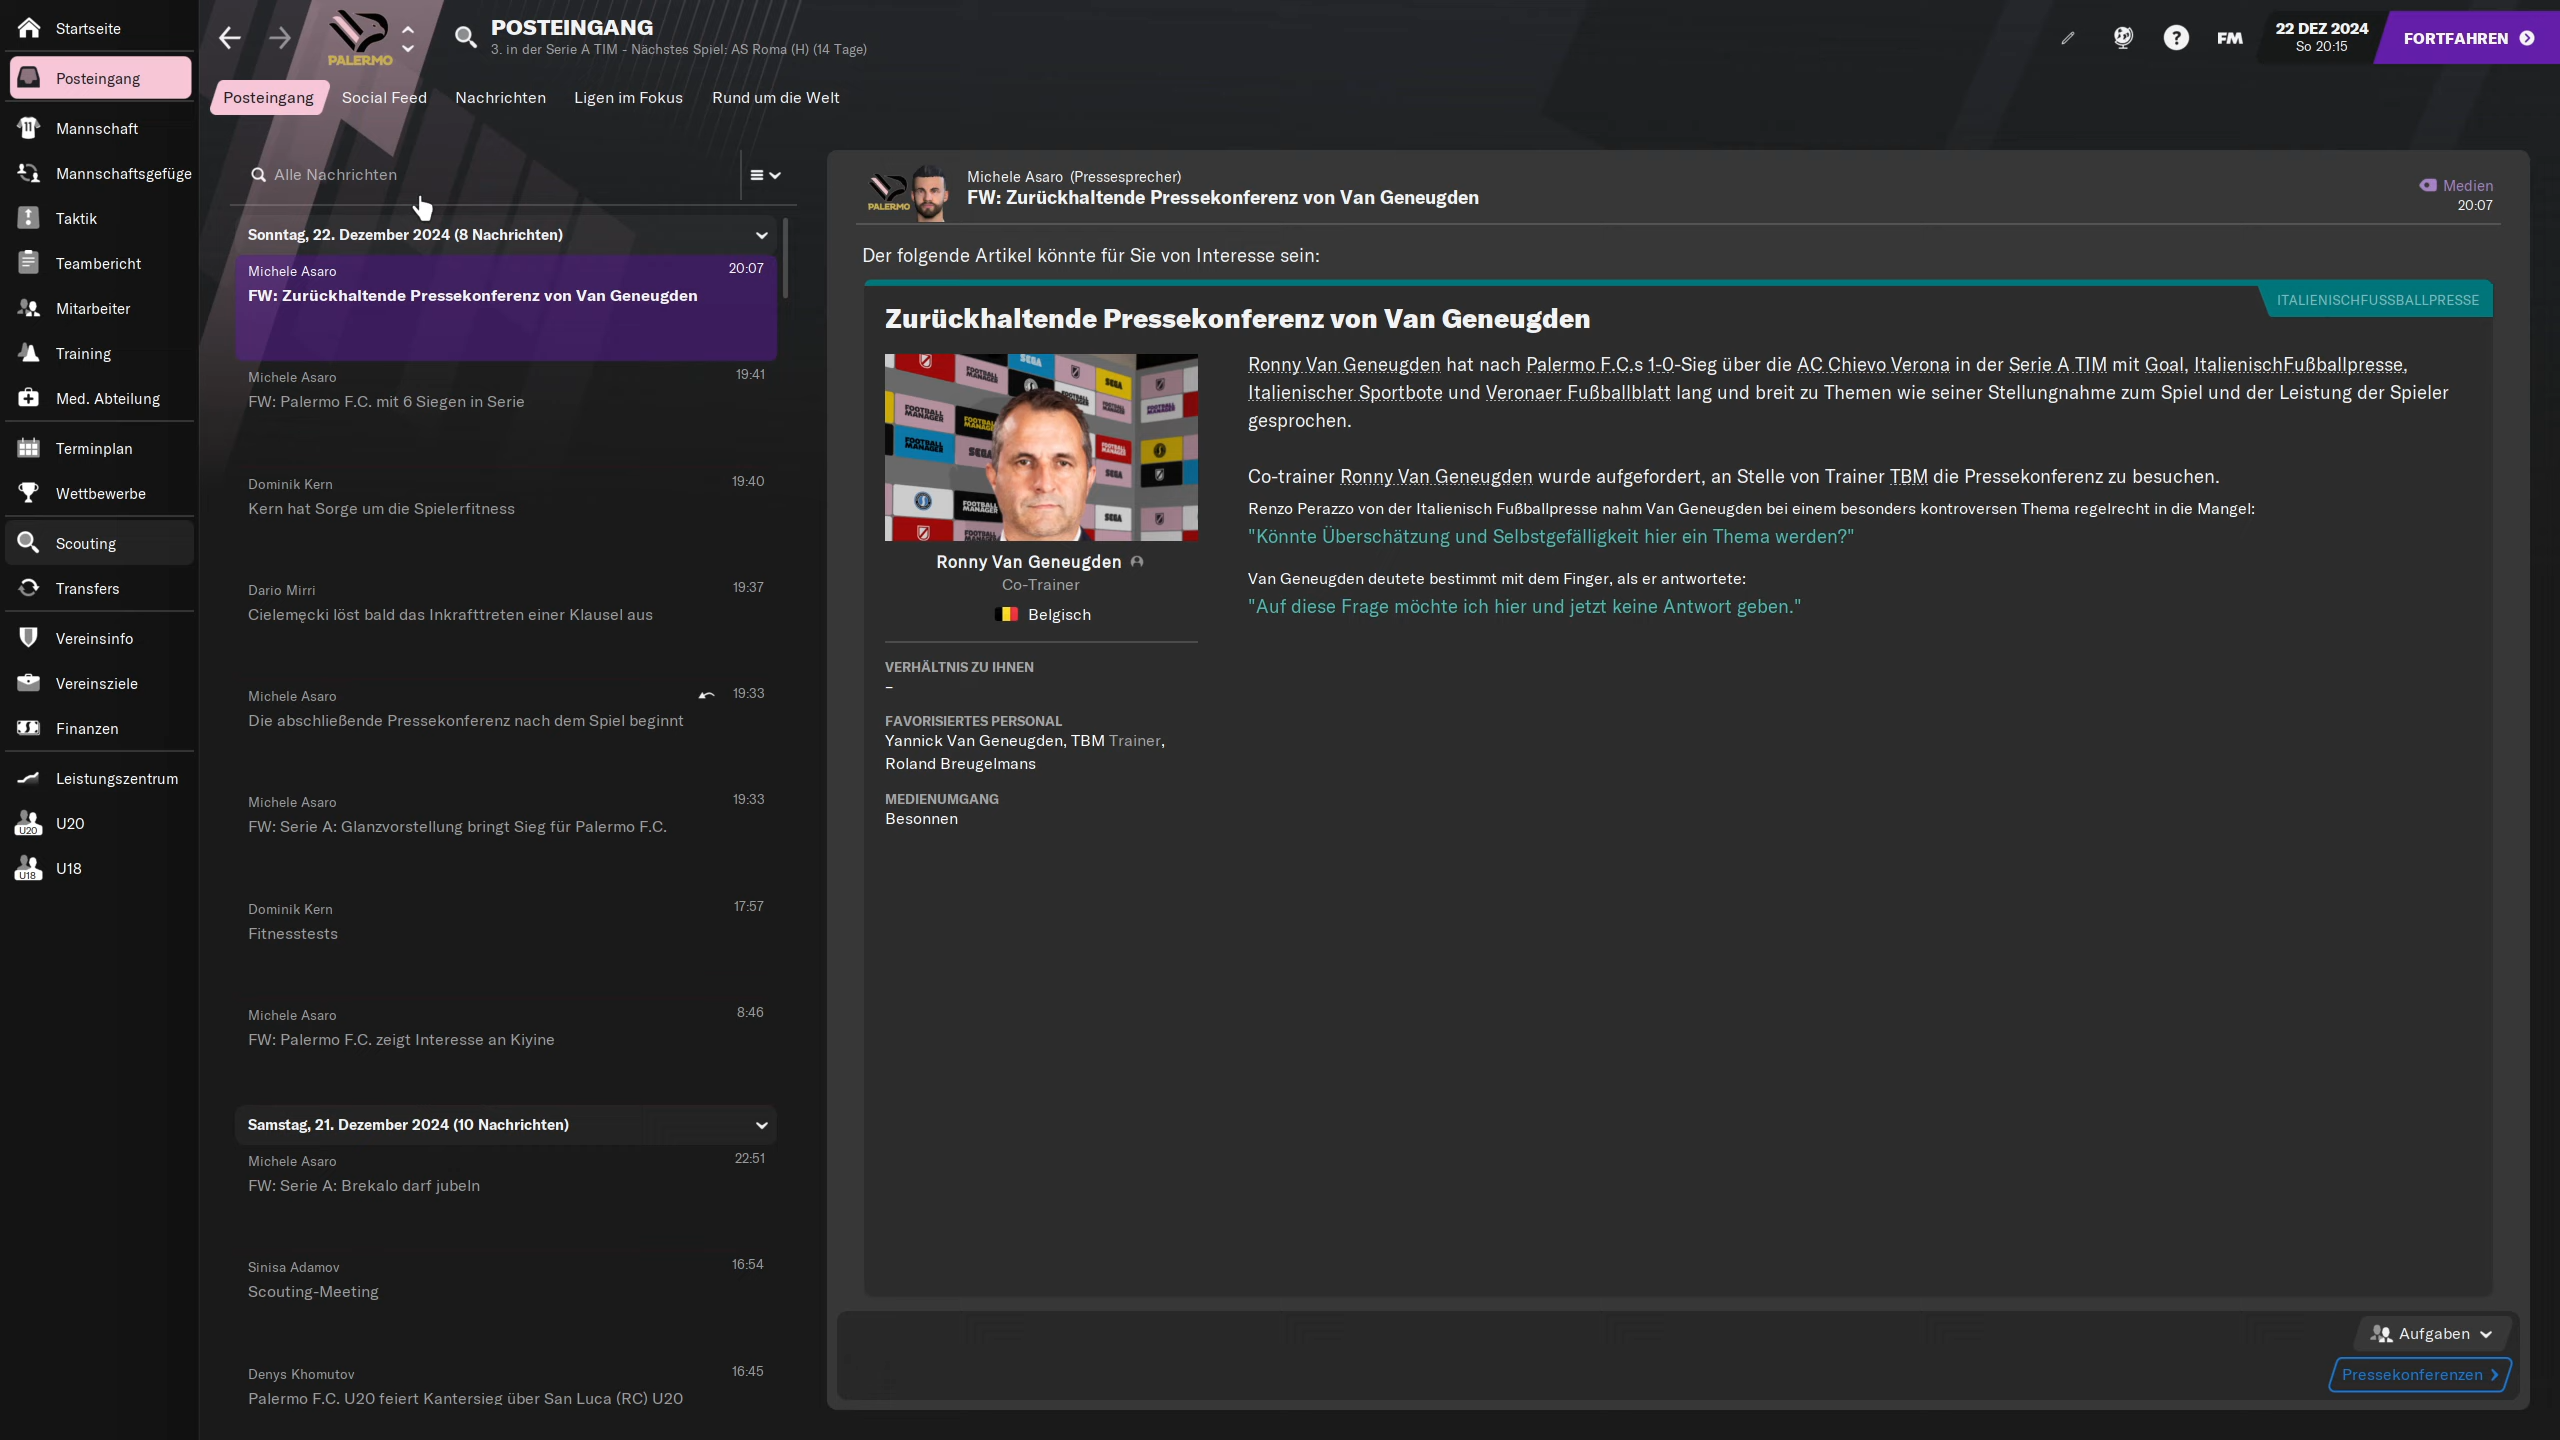 Startseite
Posteingang
Mannschaft
Mannschaftsgefüge
Taktik
Teambericht
Mitarbeiter
Training
Med. Abteilung
Terminplan
Wettbewerbe
Scouting
Transfers
Vereinsinfo
Vereinsziele
Finanzen
Leistungszentrum
U20 U20
U18 U18
PALERMO
POSTEINGANG
3. in der Serie A TIM - Nächstes Spiel: AS Roma (H) (14 Tage)
FM
22 DEZ 2024
So 20:15
FORTFAHREN
Posteingang Social Feed Nachrichten Ligen im Fokus Rund um die Welt
Alle Nachrichten
Sonntag, 22. Dezember 2024 (8 Nachrichten)
Michele Asaro 20:07
FW: Zurückhaltende Pressekonferenz von Van Geneugden
Michele Asaro 19:41
FW: Palermo F.C. mit 6 Siegen in Serie
Dominik Kern 19:40
Kern hat Sorge um die Spielerfitness
Dario Mirri 19:37
Cielemęcki löst bald das Inkrafttreten einer Klausel aus
Michele Asaro 19:33
Die abschließende Pressekonferenz nach dem Spiel beginnt
Michele Asaro 19:33
FW: Serie A: Glanzvorstellung bringt Sieg für Palermo F.C.
Dominik Kern 17:57
Fitnesstests
Michele Asaro 8:46
FW: Palermo F.C. zeigt Interesse an Kiyine
Samstag, 21. Dezember 2024 (10 Nachrichten)
Michele Asaro 22:51
FW: Serie A: Brekalo darf jubeln
Sinisa Adamov 16:54
Scouting-Meeting
Denys Khomutov 16:45
Palermo F.C. U20 feiert Kantersieg über San Luca (RC) U20
PALERMO
Michele Asaro (Pressesprecher)
FW: Zurückhaltende Pressekonferenz von Van Geneugden
Medien
20:07
Der folgende Artikel könnte für Sie von Interesse sein:
ITALIENISCHFUSSBALLPRESSE
Zurückhaltende Pressekonferenz von Van Geneugden
SEGA
FOOTBALL MANAGER
Ronny Van Geneugden
Co-Trainer
Belgisch
VERHÄLTNIS ZU IHNEN
–
FAVORISIERTES PERSONAL
Yannick Van Geneugden, TBM Trainer,
Roland Breugelmans
MEDIENUMGANG
Besonnen
Ronny Van Geneugden hat nach Palermo F.C.s 1-0-Sieg über die AC Chievo Verona in der Serie A TIM mit Goal, ItalienischFußballpresse,
Italienischer Sportbote und Veronaer Fußballblatt lang und breit zu Themen wie seiner Stellungnahme zum Spiel und der Leistung der Spieler
gesprochen.
Co-trainer Ronny Van Geneugden wurde aufgefordert, an Stelle von Trainer TBM die Pressekonferenz zu besuchen.
Renzo Perazzo von der Italienisch Fußballpresse nahm Van Geneugden bei einem besonders kontroversen Thema regelrecht in die Mangel:
"Könnte Überschätzung und Selbstgefälligkeit hier ein Thema werden?"
Van Geneugden deutete bestimmt mit dem Finger, als er antwortete:
"Auf diese Frage möchte ich hier und jetzt keine Antwort geben."
Aufgaben
Pressekonferenzen